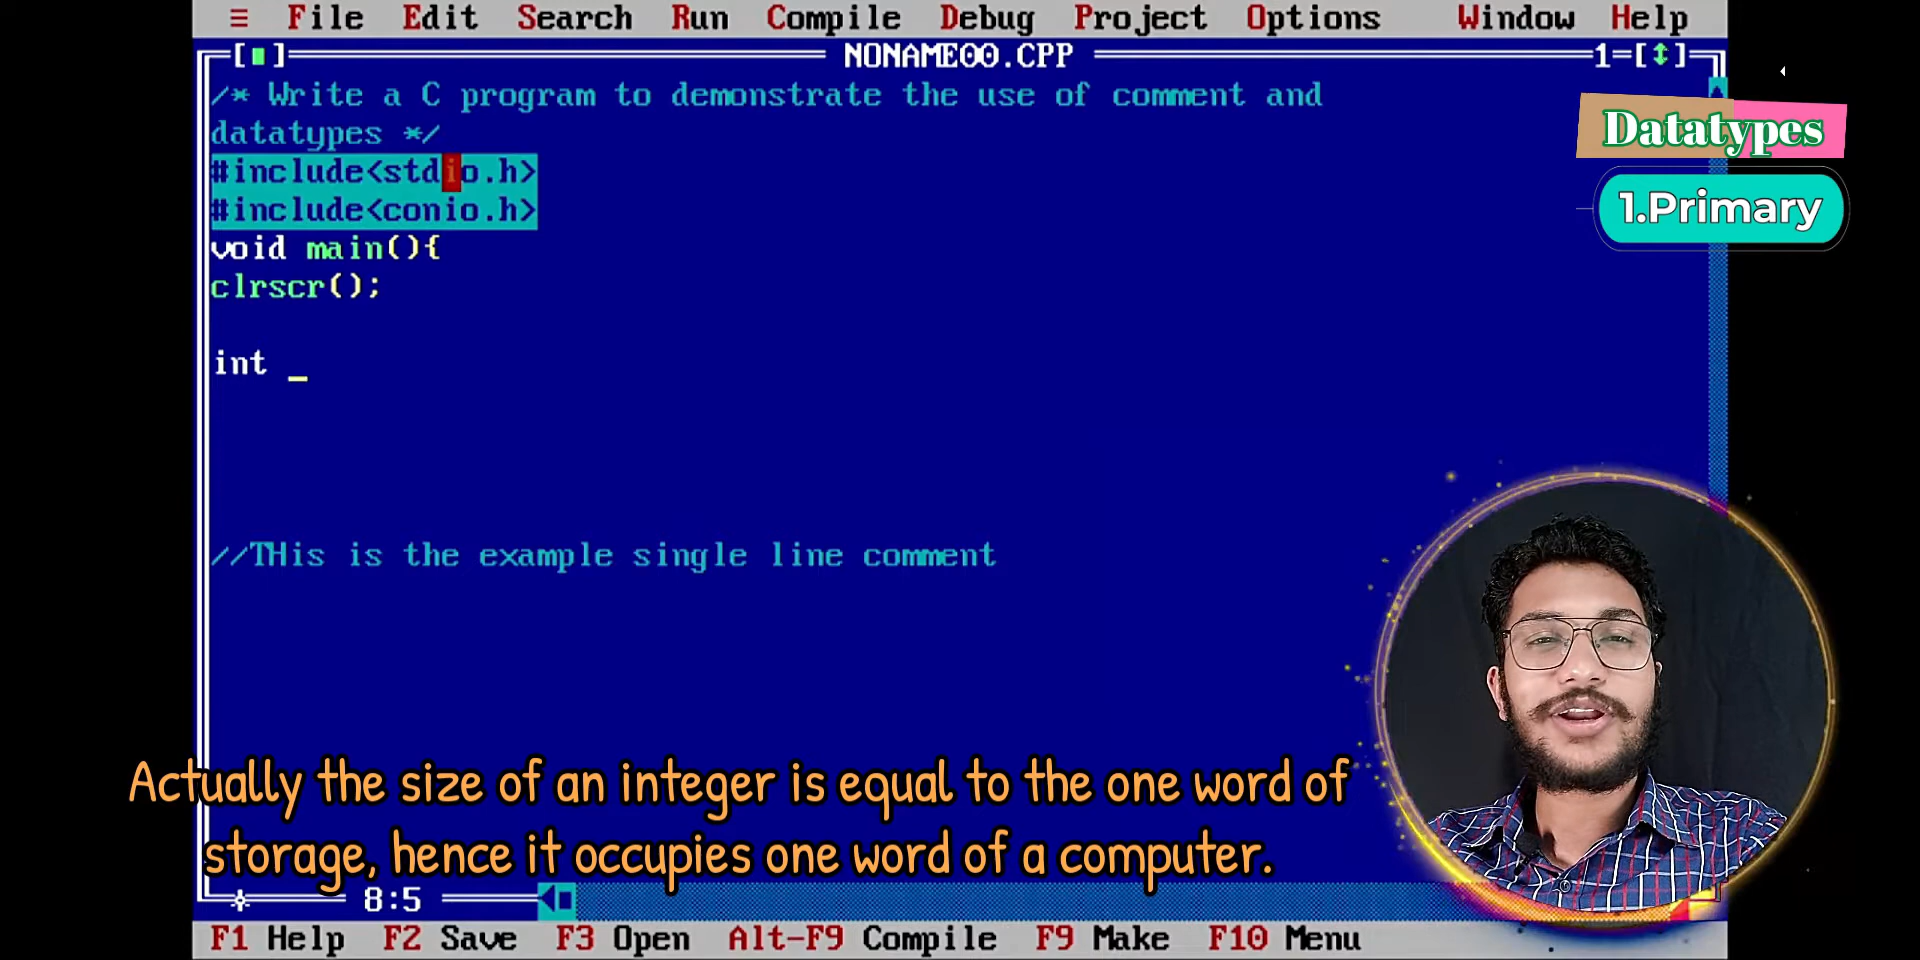 ≡ File Edit Search Run Compile Debug Project Options Window Help
[■] NONAME00.CPP 1=[↕]
/* Write a C program to demonstrate the use of comment and
datatypes */
#include<stdio.h>
#include<conio.h>
void main(){
clrscr();
int _
//THis is the example single line comment
Datatypes
1.Primary
Actually the size of an integer is equal to the one word of
storage, hence it occupies one word of a computer.
8:5
F1 Help F2 Save F3 Open Alt-F9 Compile F9 Make F10 Menu